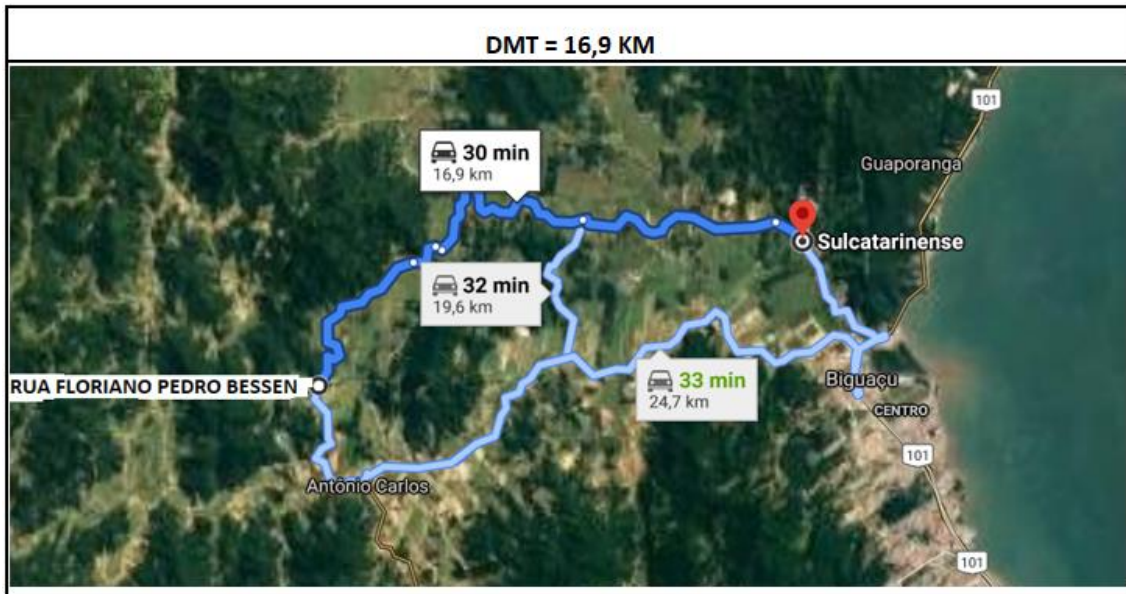 DMT = 16,9 KM
101
30 min
16,9 km
Guaporanga
Sulcatarinense
32 min
19,6 km
RUA FLORIANO PEDRO BESSEN
33 min
24,7 km
Biguaçu
CENTRO
101
Antônio Carlos
101